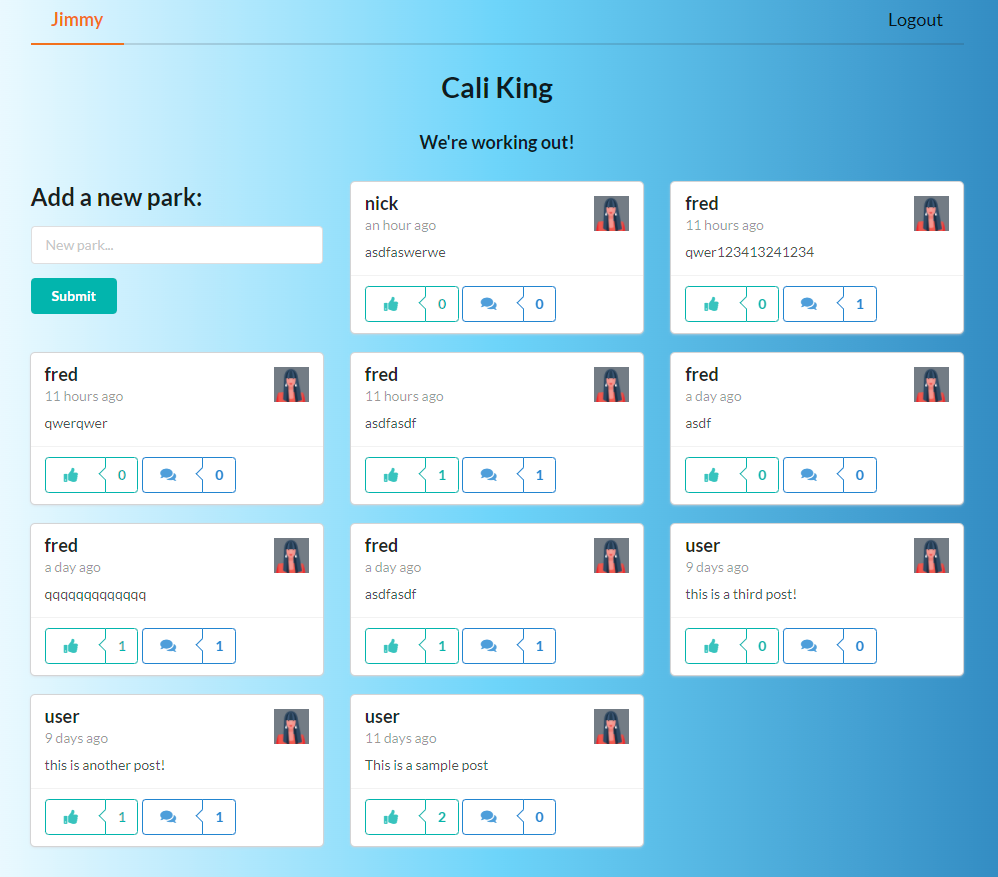 Jimmy
Logout
Cali King
We're working out!
Add a new park:
New park...
Submit
nick
an hour ago
asdfaswerwe
0
0
fred
11 hours ago
qwer123413241234
0
1
fred
11 hours ago
qwerqwer
0
0
fred
11 hours ago
asdfasdf
1
1
fred
a day ago
asdf
0
0
fred
a day ago
qqqqqqqqqqqqq
1
1
fred
a day ago
asdfasdf
1
1
user
9 days ago
this is a third post!
0
0
user
9 days ago
this is another post!
1
1
user
11 days ago
This is a sample post
2
0